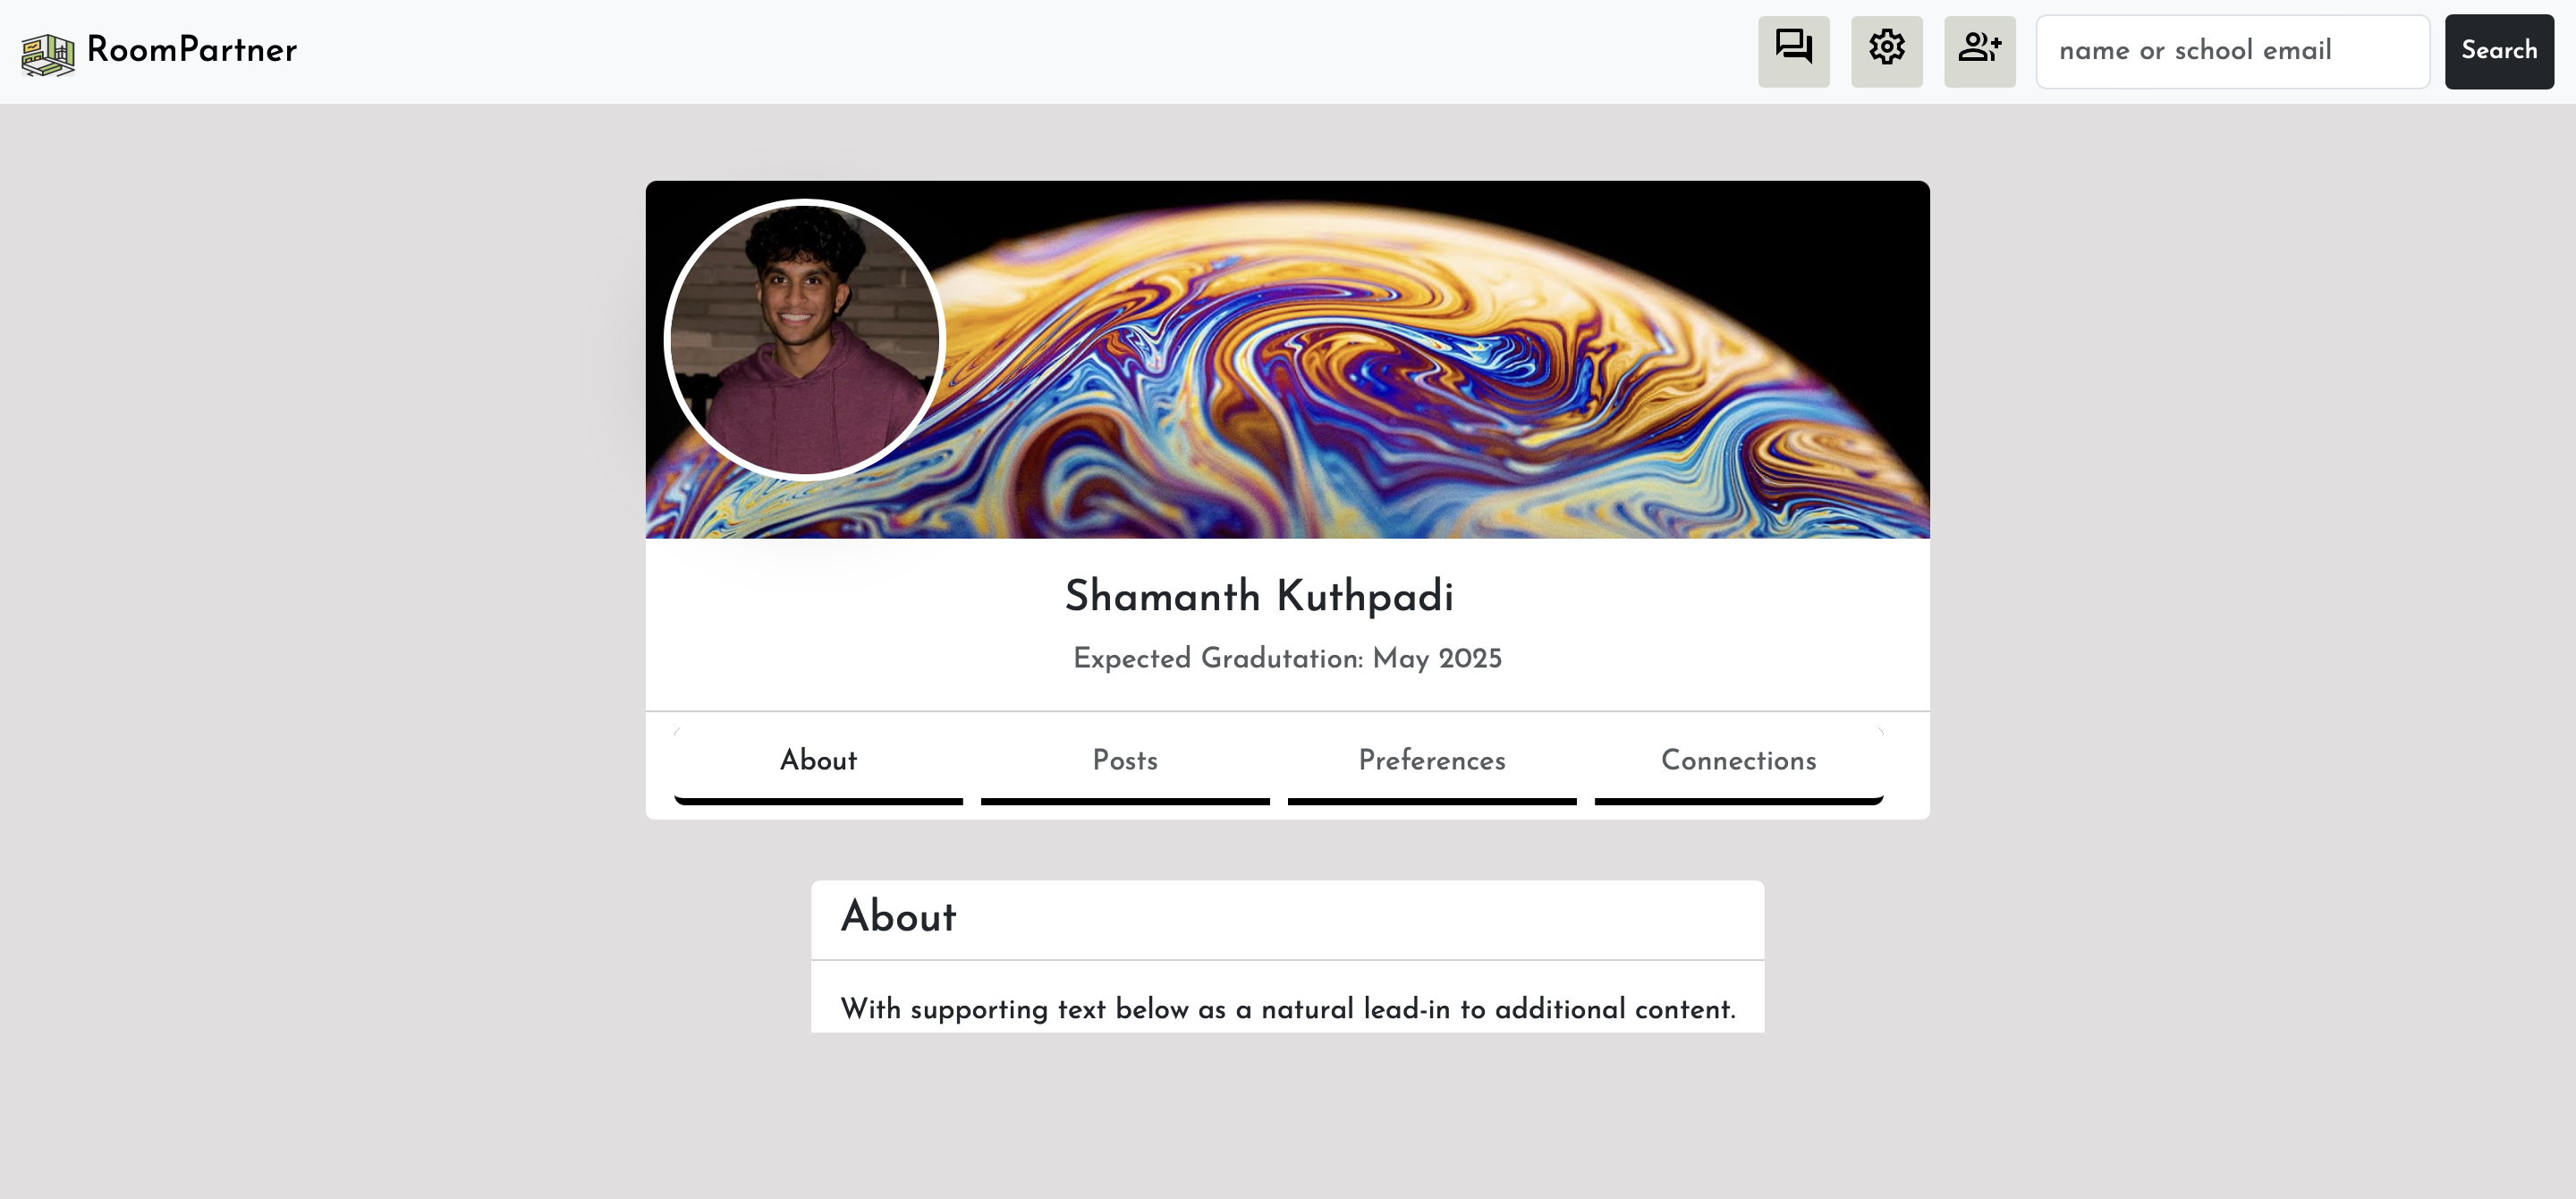 RoomPartner
name or school email
Search
Shamanth Kuthpadi
Expected Gradutation: May 2025
About
Posts
Preferences
Connections
About
With supporting text below as a natural lead-in to additional content.